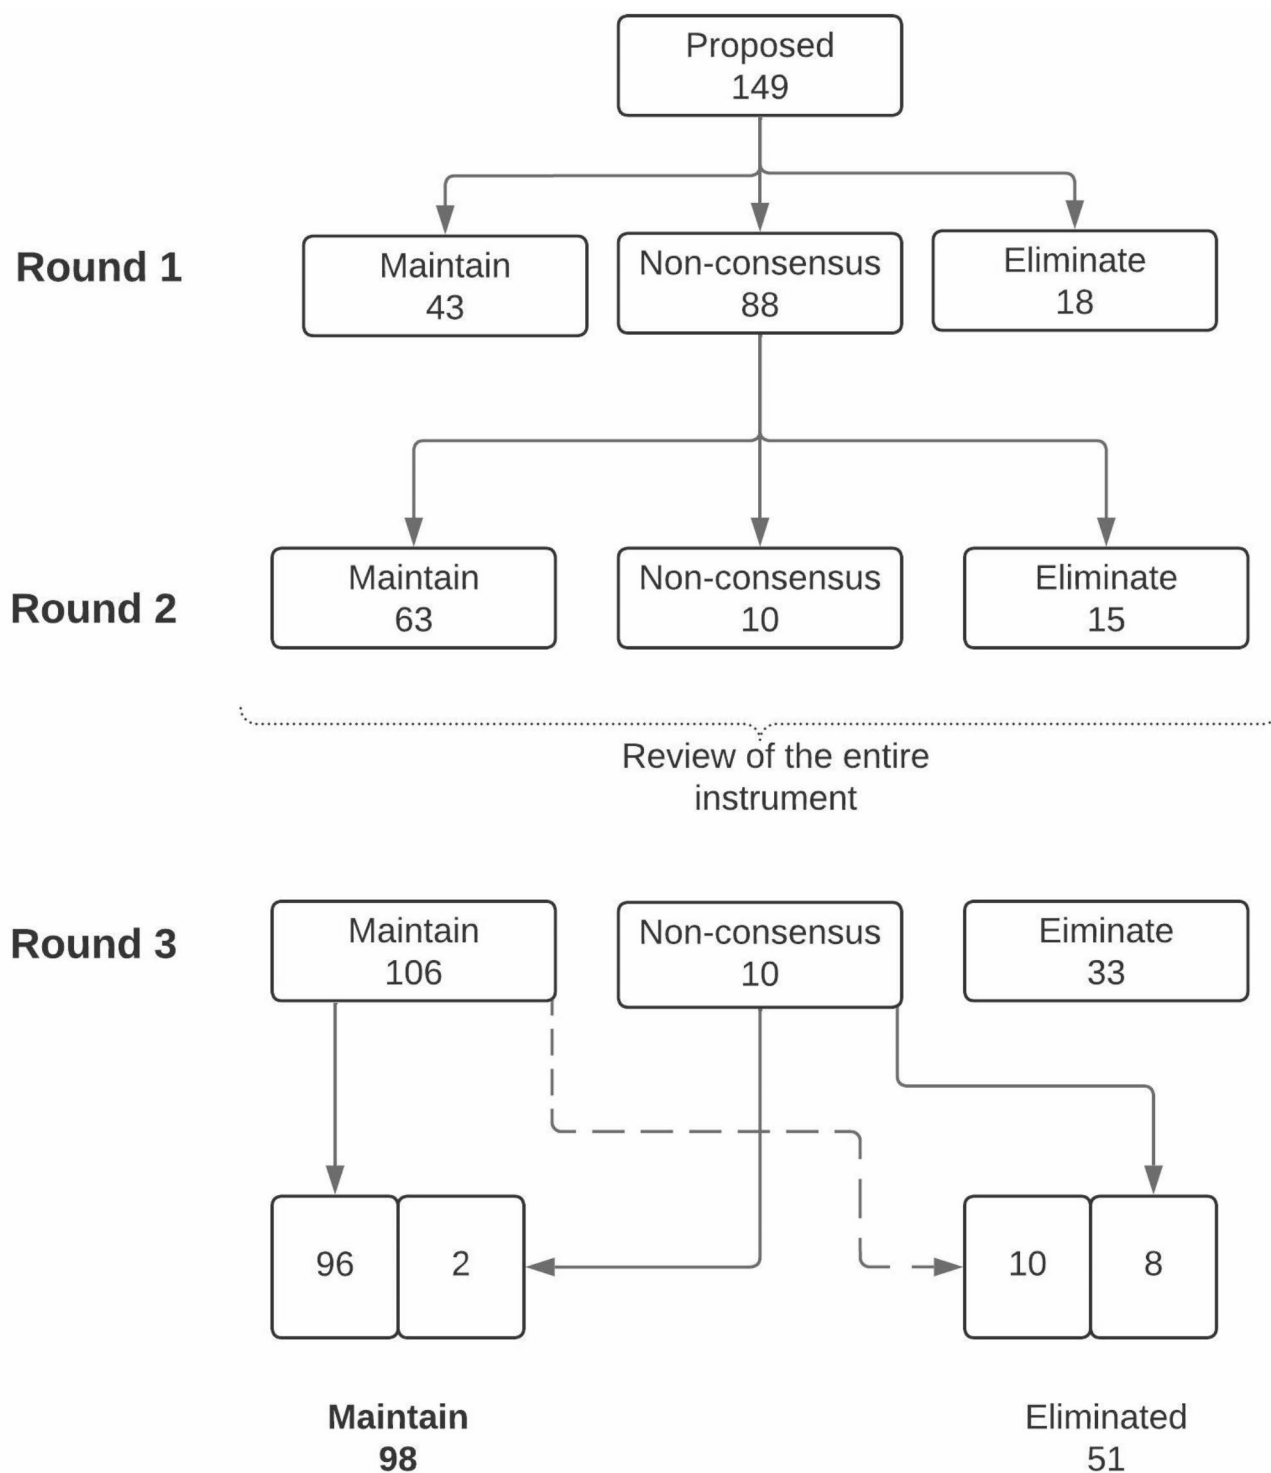 Proposed
149
Round 1
Maintain
43
Non-consensus
88
Eliminate
18
Round 2
Maintain
63
Non-consensus
10
Eliminate
15
Review of the entire
instrument
Round 3
Maintain
106
Non-consensus
10
Eiminate
33
96
2
10
8
Maintain
98
Eliminated
51